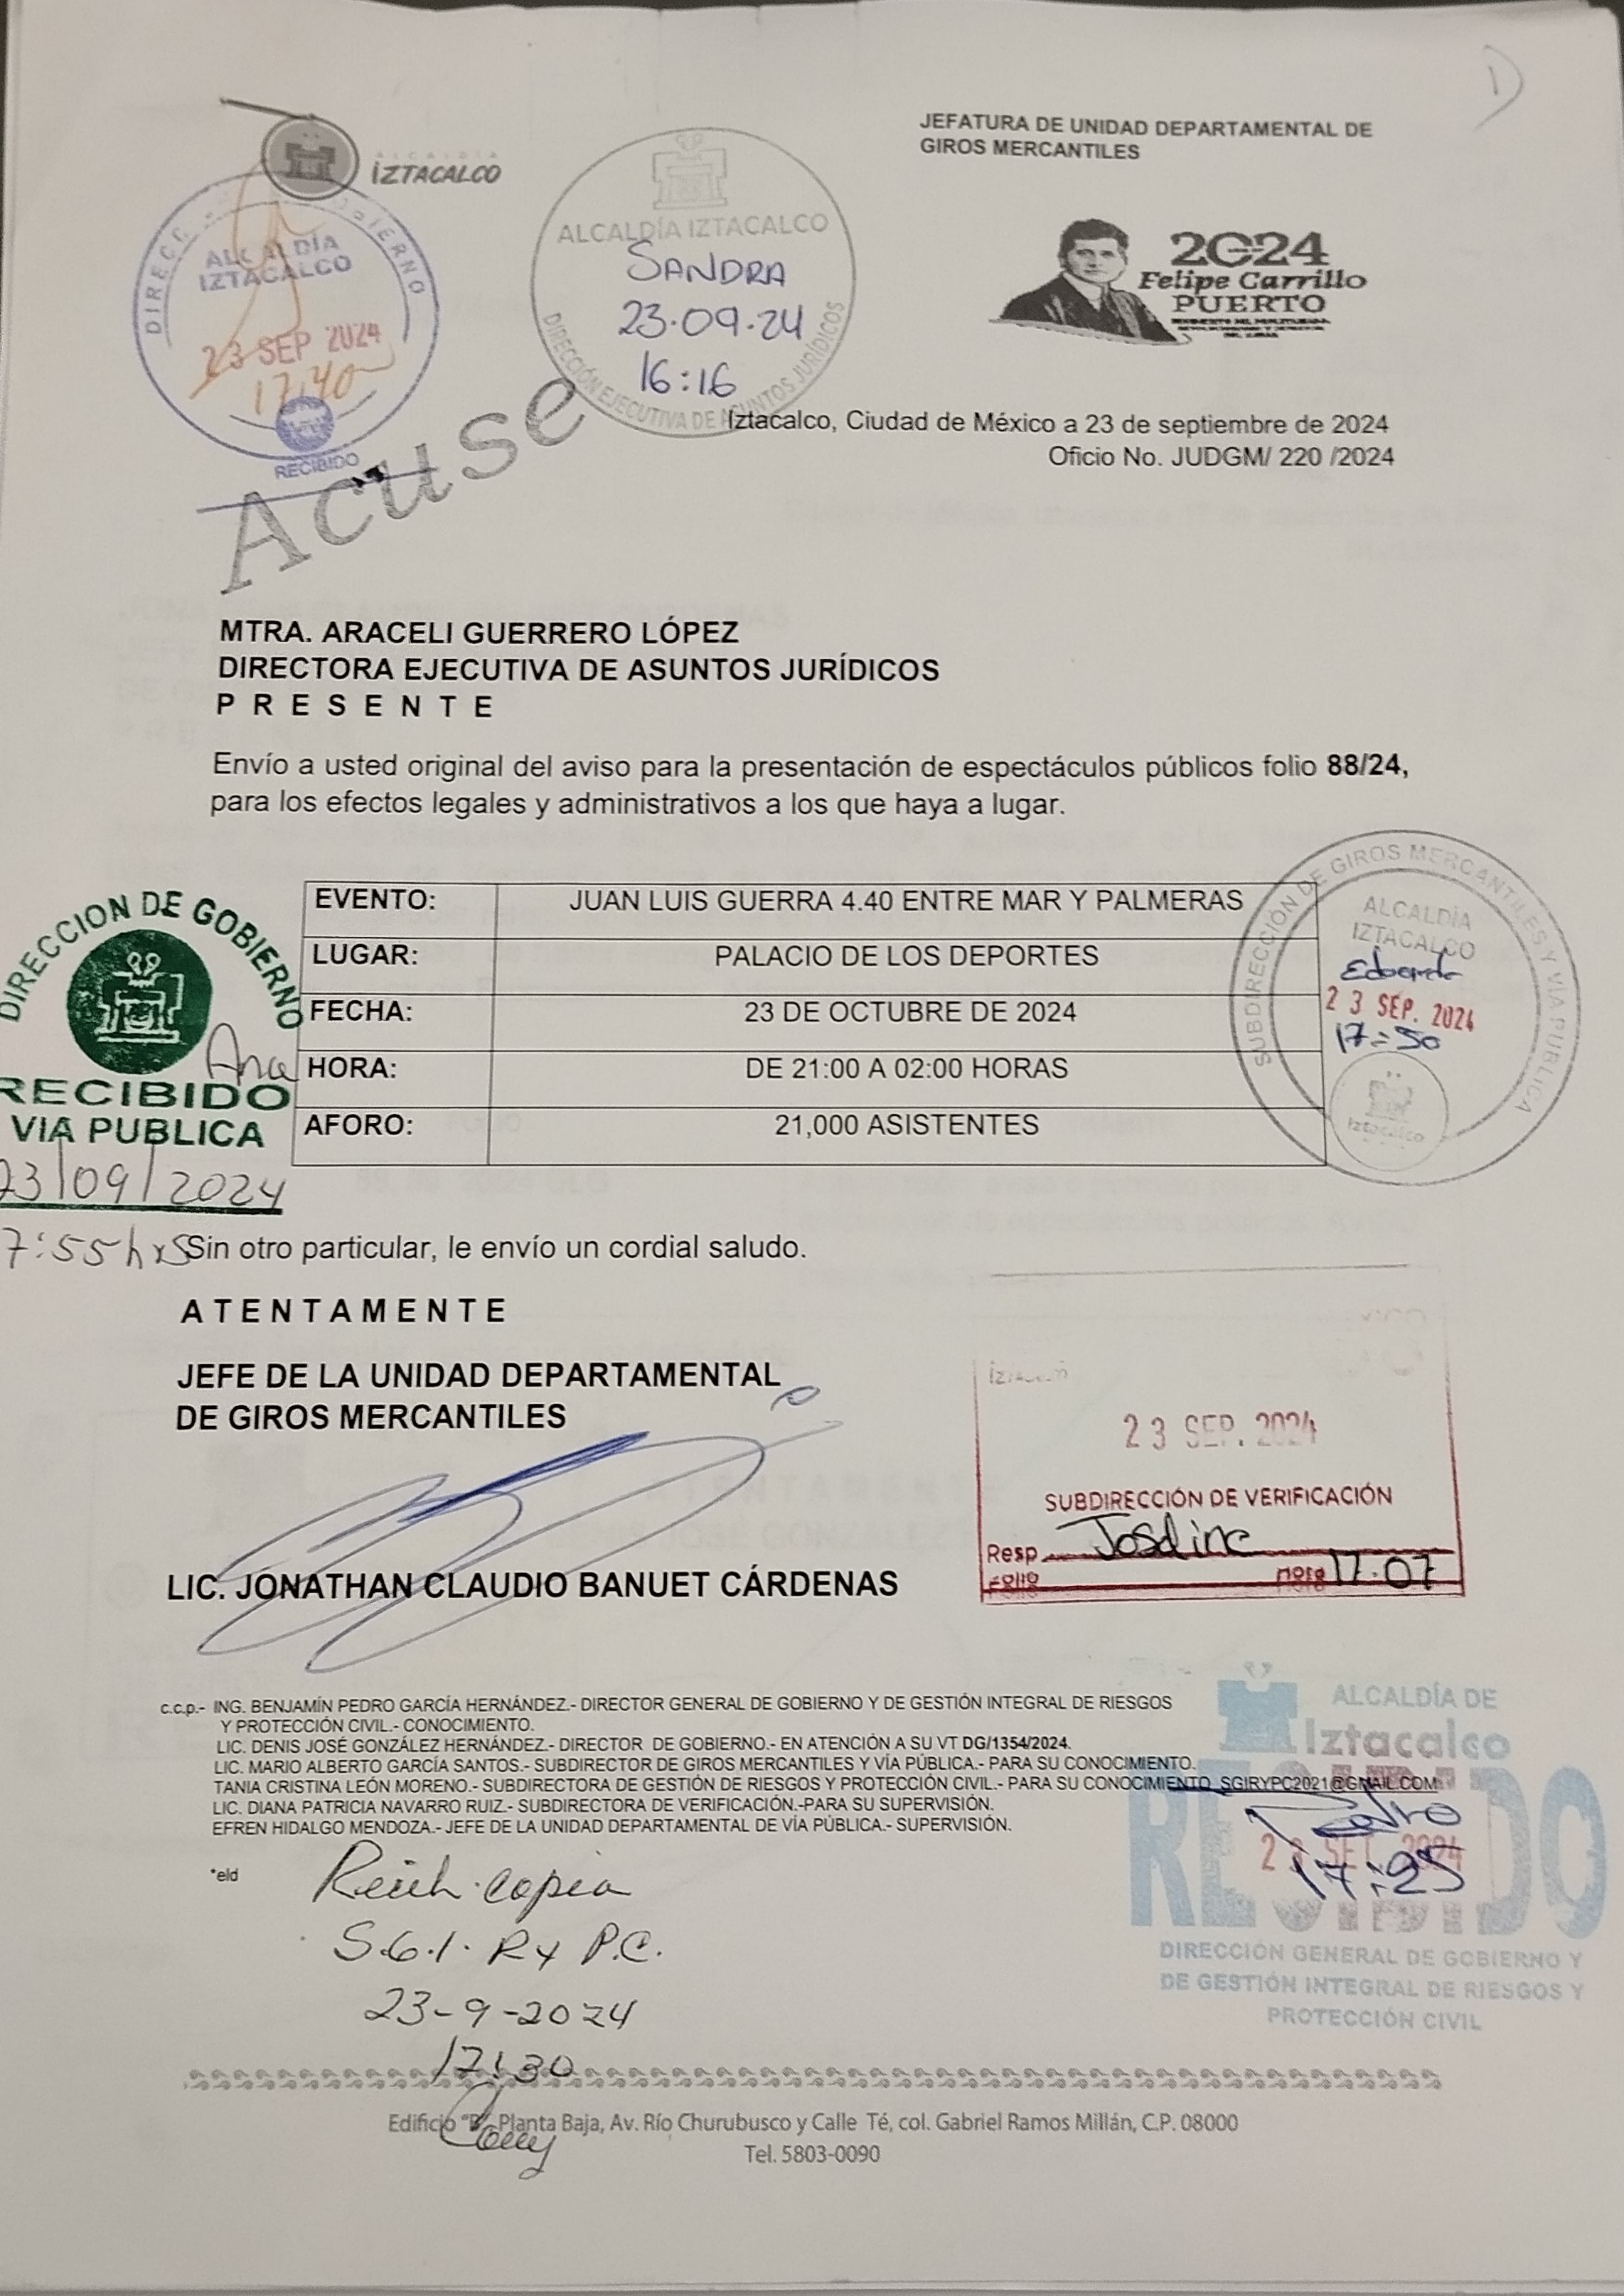 1)
JEFATURA DE UNIDAD DEPARTAMENTAL DE
GIROS MERCANTILES
ALCALDÍA
IZTACALCO
ALCALDÍA
IZTACALCO
23 SEP 2024
17:40
RECIBIDO
ALCALDÍA IZTACALCO
SANDRA
23.09.24
16:16
DIRECCIÓN EJECUTIVA DE ASUNTOS JURÍDICOS
2024
Felipe Carrillo
PUERTO
Acuse
Iztacalco, Ciudad de México a 23 de septiembre de 2024
Oficio No. JUDGM/ 220 /2024
MTRA. ARACELI GUERRERO LÓPEZ
DIRECTORA EJECUTIVA DE ASUNTOS JURÍDICOS
P R E S E N T E
Envío a usted original del aviso para la presentación de espectáculos públicos folio 88/24,
para los efectos legales y administrativos a los que haya a lugar.
EVENTO: JUAN LUIS GUERRA 4.40 ENTRE MAR Y PALMERAS
LUGAR: PALACIO DE LOS DEPORTES
FECHA: 23 DE OCTUBRE DE 2024
HORA: DE 21:00 A 02:00 HORAS
AFORO: 21,000 ASISTENTES
DIRECCION DE GOBIERNO
Ana
RECIBIDO
VIA PUBLICA
23/09/2024
7:55 hrs
SUBDIRECCIÓN DE GIROS MERCANTILES Y VIA PUBLICA
ALCALDÍA
IZTACALCO
23 SEP. 2024
17:50
Iztacalco
Sin otro particular, le envío un cordial saludo.
A T E N T A M E N T E
JEFE DE LA UNIDAD DEPARTAMENTAL
DE GIROS MERCANTILES
LIC. JONATHAN CLAUDIO BANUET CÁRDENAS
23 SEP. 2024
SUBDIRECCIÓN DE VERIFICACIÓN
Resp
Folio Hora 17:07
c.c.p.- ING. BENJAMÍN PEDRO GARCÍA HERNÁNDEZ.- DIRECTOR GENERAL DE GOBIERNO Y DE GESTIÓN INTEGRAL DE RIESGOS
Y PROTECCIÓN CIVIL.- CONOCIMIENTO.
LIC. DENIS JOSÉ GONZÁLEZ HERNÁNDEZ.- DIRECTOR DE GOBIERNO.- EN ATENCIÓN A SU VT DG/1354/2024.
LIC. MARIO ALBERTO GARCÍA SANTOS.- SUBDIRECTOR DE GIROS MERCANTILES Y VÍA PÚBLICA.- PARA SU CONOCIMIENTO.
TANIA CRISTINA LEÓN MORENO.- SUBDIRECTORA DE GESTIÓN DE RIESGOS Y PROTECCIÓN CIVIL.- PARA SU CONOCIMIENTO SGIRYPC2021@GMAIL.COM
LIC. DIANA PATRICIA NAVARRO RUIZ.- SUBDIRECTORA DE VERIFICACIÓN.-PARA SU SUPERVISIÓN.
EFREN HIDALGO MENDOZA.- JEFE DE LA UNIDAD DEPARTAMENTAL DE VÍA PÚBLICA.- SUPERVISIÓN.
*eld
ALCALDÍA DE
Iztacalco
RECIBIDO
17:25
DIRECCIÓN GENERAL DE GOBIERNO Y
DE GESTIÓN INTEGRAL DE RIESGOS Y
PROTECCIÓN CIVIL
copia
S.G.I. R y P.C.
23-9-2024
17:30
Edificio "B", Planta Baja, Av. Río Churubusco y Calle Té, col. Gabriel Ramos Millán, C.P. 08000
Tel. 5803-0090